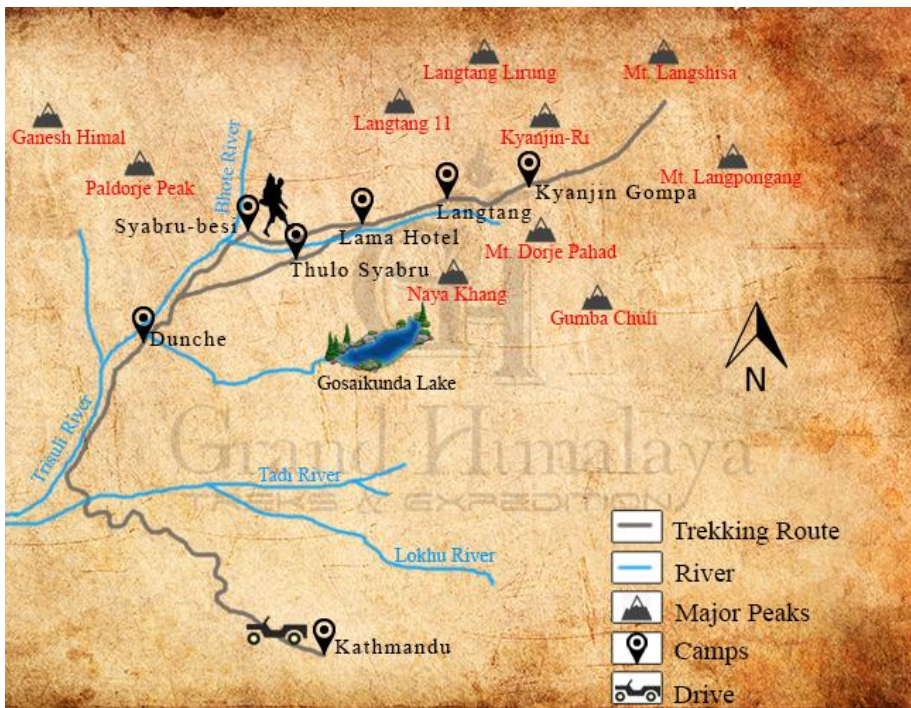 Langtang Lirung
Mt. Langshisa
Langtang 11
Ganesh Himal
Kyanjin-Ri
Paldorje Peak
Mt. Langpongang
Bhote River
Kyanjin Gompa
Langtang
Syabru-besi
Lama Hotel
Mt. Dorje Pahad
Thulo Syabru
Naya Khang
Gumba Chuli
Dunche
N
Gosaikunda Lake
Trisuli River
Grand Himalaya
TREKS & EXPEDITION
Tadi River
Lokhu River
Kathmandu
Trekking Route
River
Major Peaks
Camps
Drive